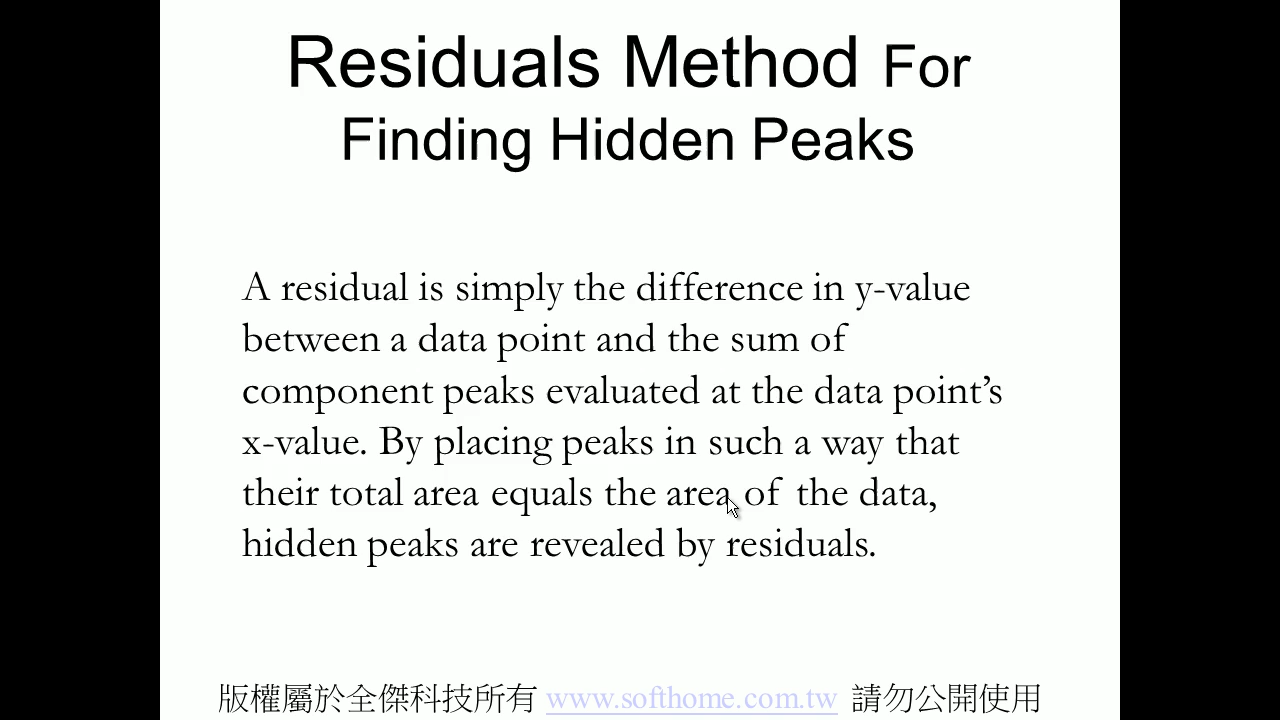 Residuals Method For
Finding Hidden Peaks
A residual is simply the difference in y-value
between a data point and the sum of
component peaks evaluated at the data point’s
x-value. By placing peaks in such a way that
their total area equals the area of the data,
hidden peaks are revealed by residuals.
版權屬於全傑科技所有 www.softhome.com.tw 請勿公開使用